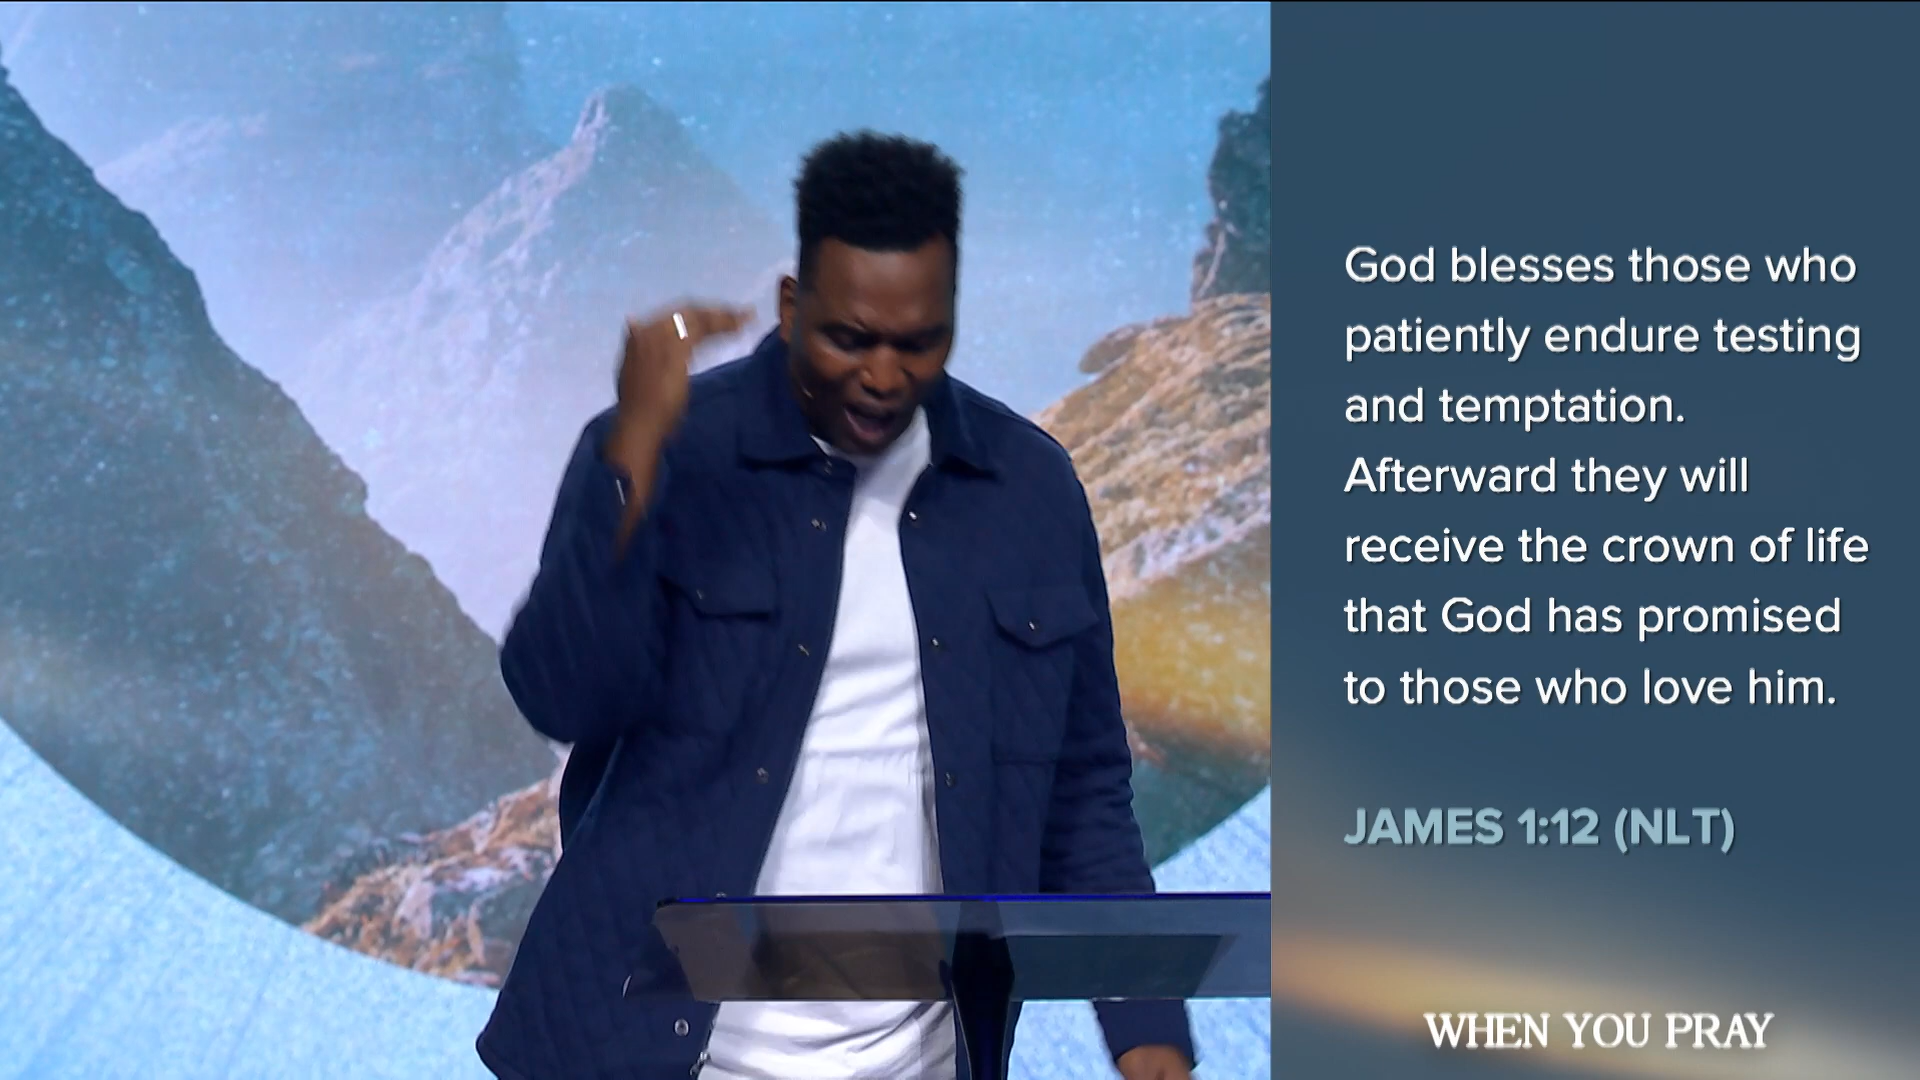 God blesses those who
patiently endure testing
and temptation.
Afterward they will
receive the crown of life
that God has promised
to those who love him.
JAMES 1:12 (NLT)
WHEN YOU PRAY